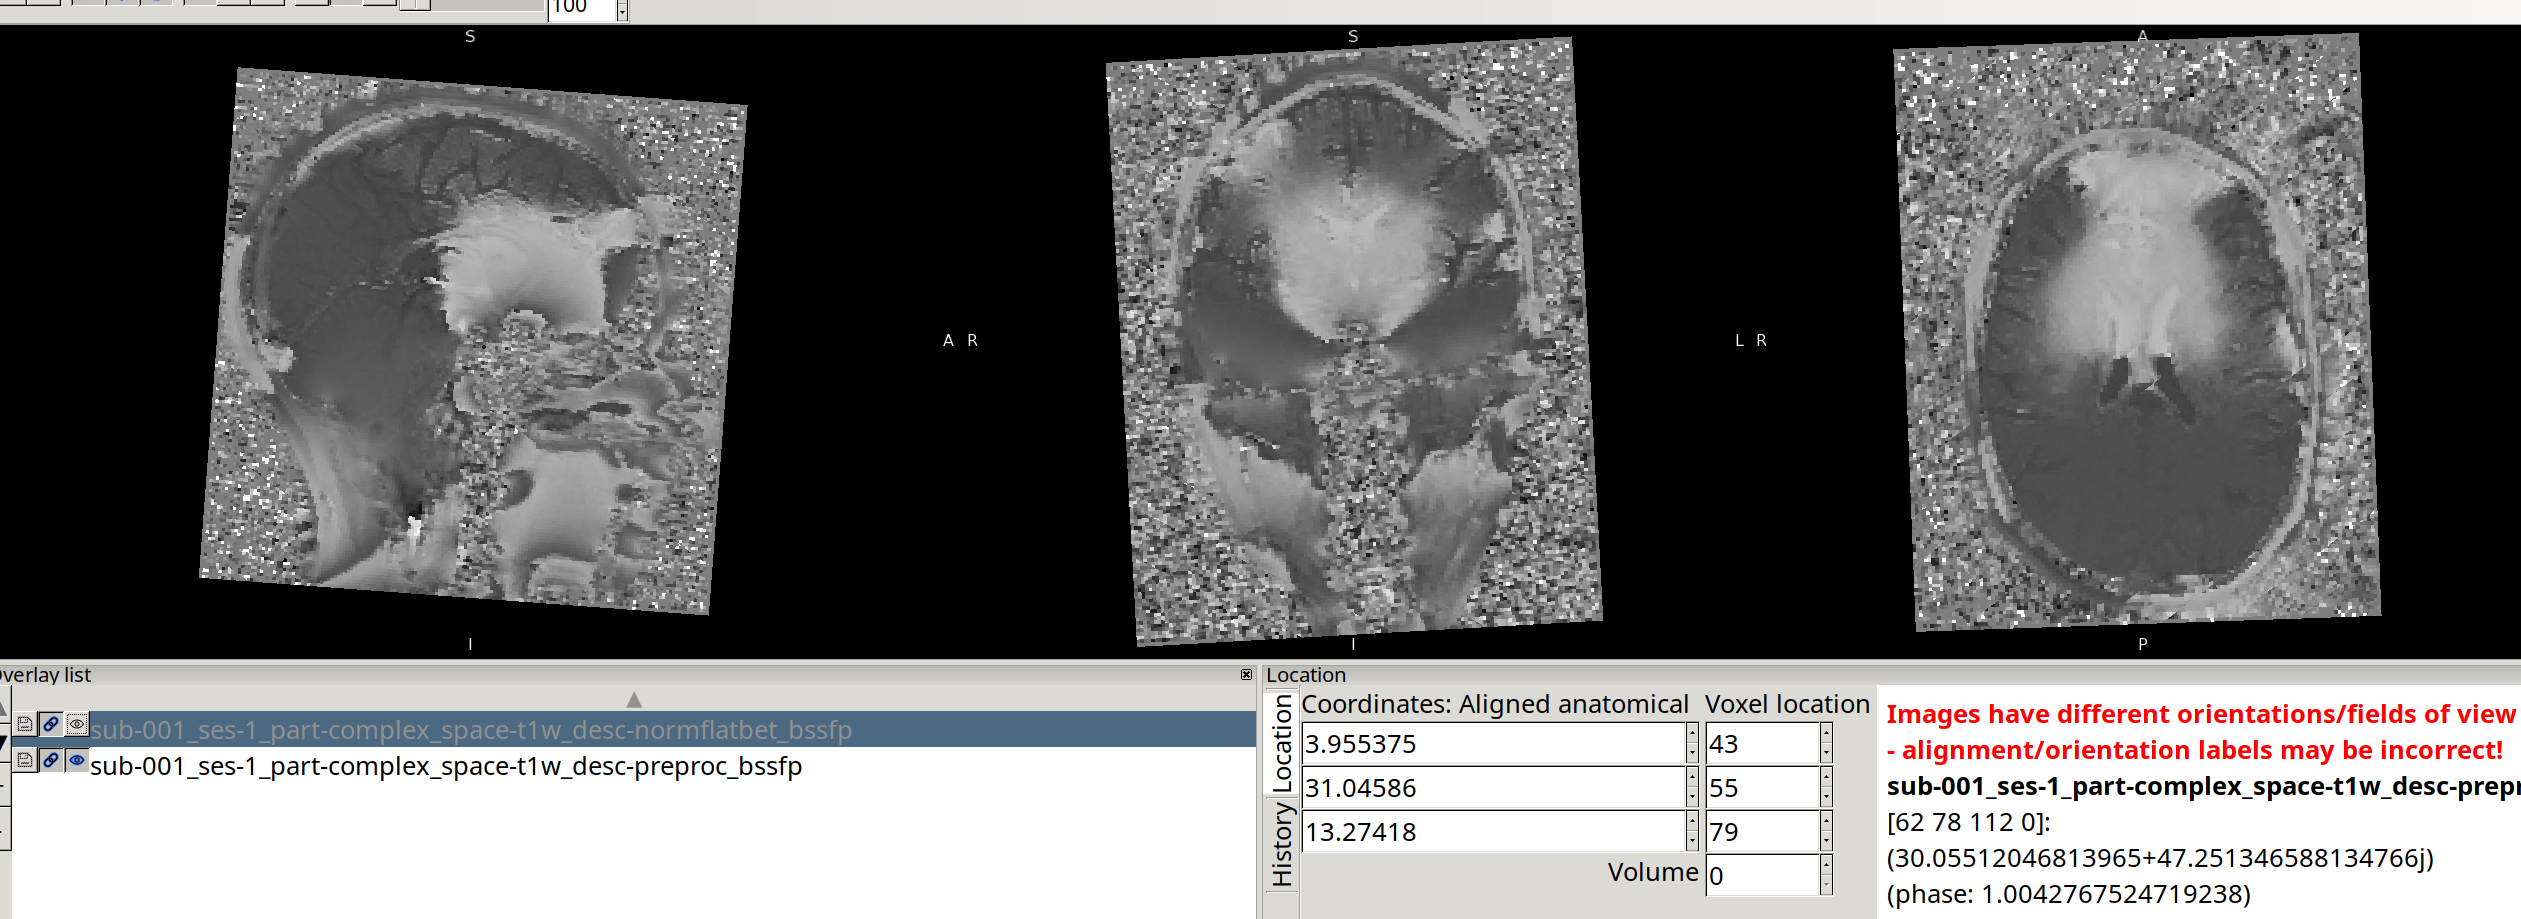 100
S
S
A
A R
L R
I
I
P
verlay list
Location
sub-001_ses-1_part-complex_space-t1w_desc-normflatbet_bssfp
sub-001_ses-1_part-complex_space-t1w_desc-preproc_bssfp
Location
History
Coordinates: Aligned anatomical
Voxel location
3.955375
43
31.04586
55
13.27418
79
Volume
0
Images have different orientations/fields of view
- alignment/orientation labels may be incorrect!
sub-001_ses-1_part-complex_space-t1w_desc-prepr
[62 78 112 0]:
(30.05512046813965+47.251346588134766j)
(phase: 1.0042767524719238)